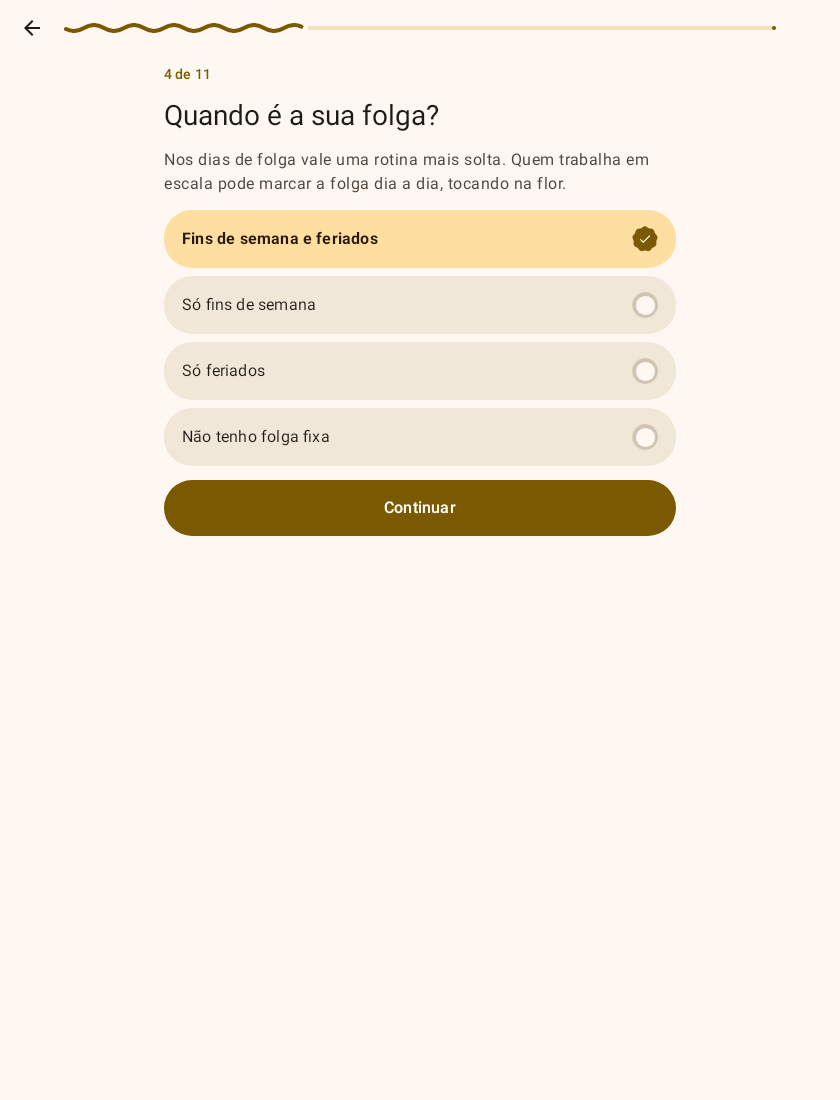 4 de 11
Quando é a sua folga?
Nos dias de folga vale uma rotina mais solta. Quem trabalha em
escala pode marcar a folga dia a dia, tocando na flor.
Fins de semana e feriados
Só fins de semana
Só feriados
Não tenho folga fixa
Continuar